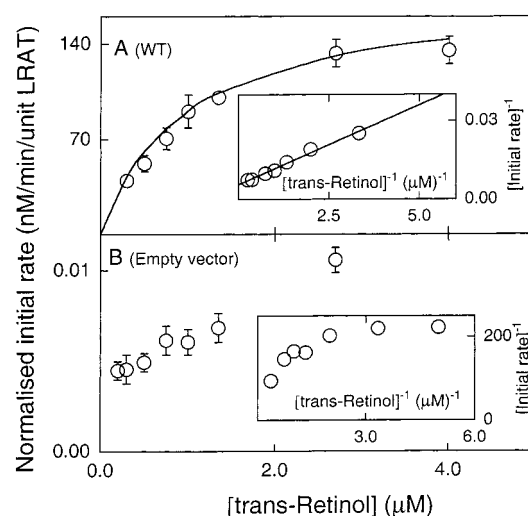 Normalised initial rate (nM/min/unit LRAT)
140
70
A (WT)
0.03
0.00
[Initial rate]⁻¹
[trans-Retinol]⁻¹ (μM)⁻¹
2.5
5.0
0.01
0.00
B (Empty vector)
200
0
[Initial rate]⁻¹
[trans-Retinol]⁻¹ (μM)⁻¹
3.0
6.0
0.0
2.0
4.0
[trans-Retinol] (μM)